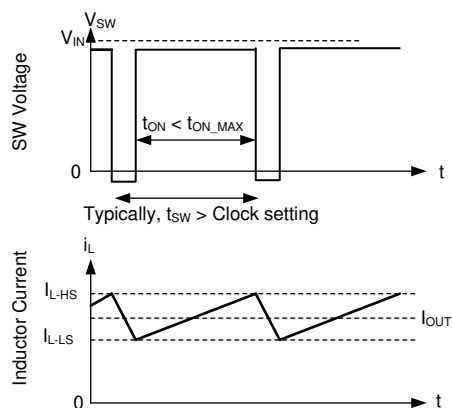 V_SW
V_IN
SW Voltage
t_ON < t_ON_MAX
0
t
Typically, t_SW > Clock setting
i_L
Inductor Current
I_L-HS
I_OUT
I_L-LS
0
t